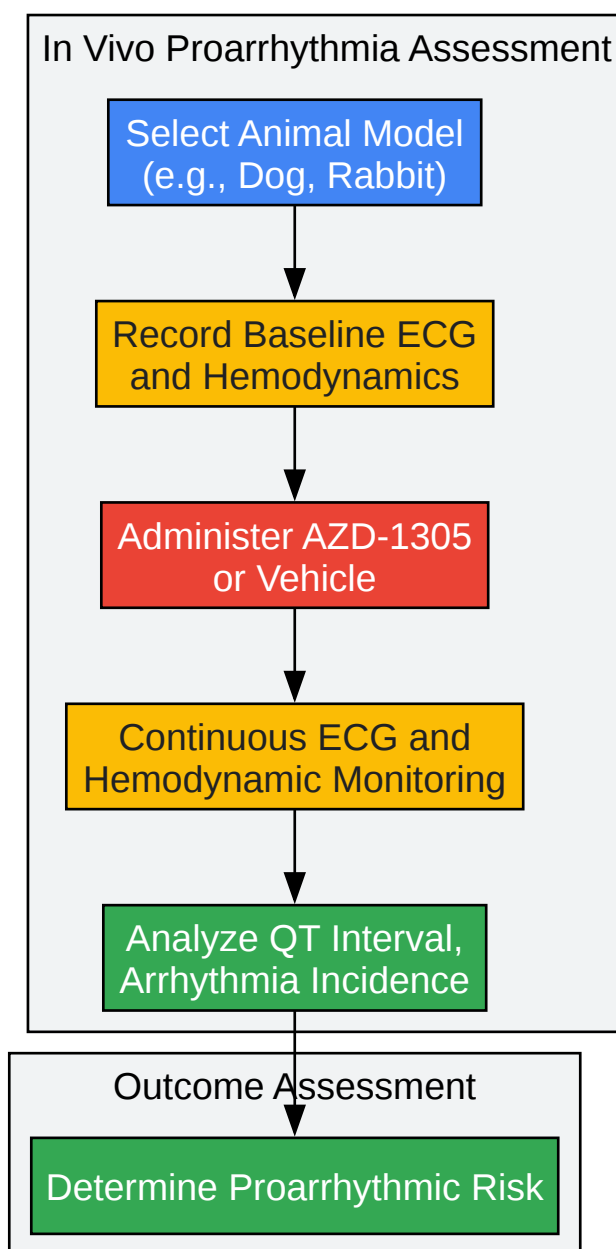 In Vivo Proarrhythmia Assessment
Select Animal Model
(e.g., Dog, Rabbit)
Record Baseline ECG
and Hemodynamics
Administer AZD-1305
or Vehicle
Continuous ECG and
Hemodynamic Monitoring
Analyze QT Interval,
Arrhythmia Incidence
Outcome Assessment
Determine Proarrhythmic Risk